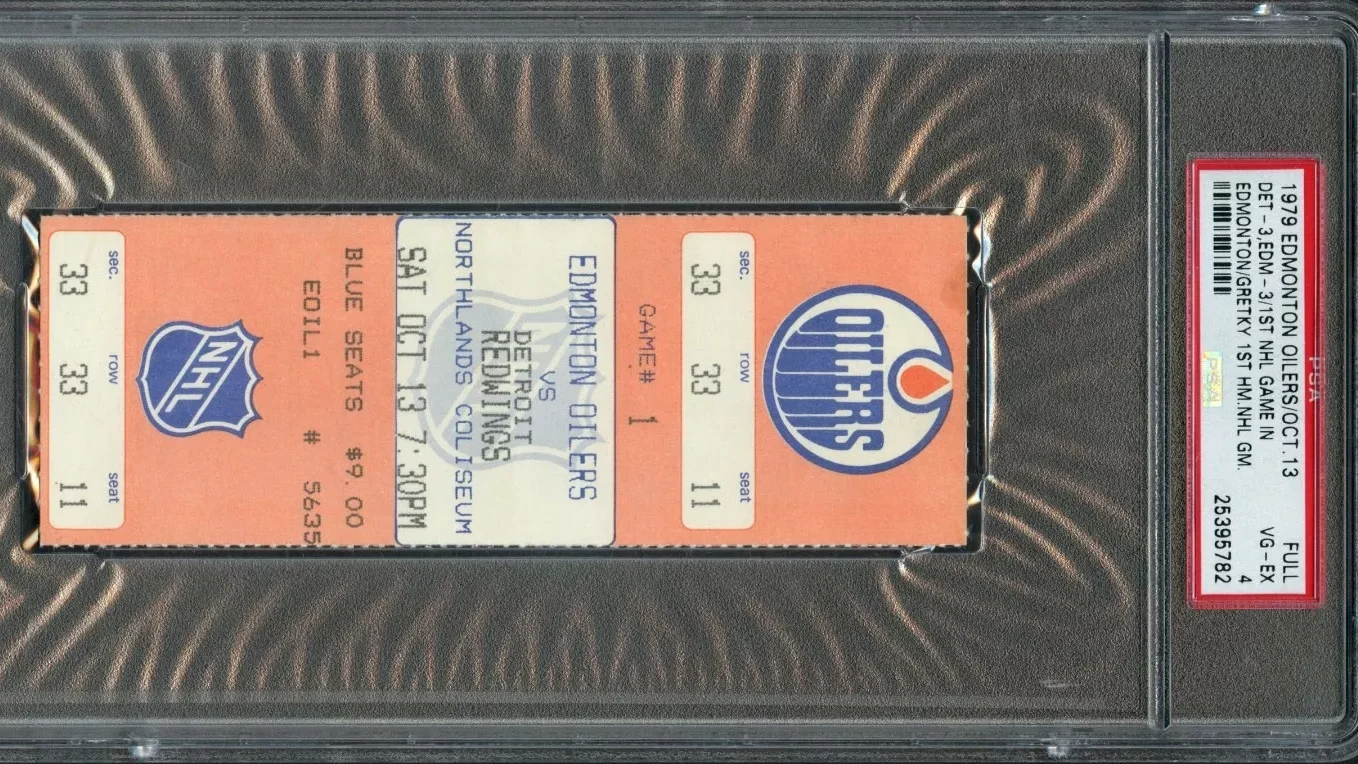 PSA
1979 EDMONTON OILERS/OCT.13 FULL
DET - 3,EDM - 3/1ST NHL GAME IN VG - EX
EDMONTON/GRETKY 1ST HM.NHL GM. 4
25395782
PSA
OILERS
sec. row seat
33 33 11
GAME# 1
EDMONTON OILERS
VS
DETROIT
REDWINGS
NORTHLANDS COLISEUM
SAT OCT 13 7:30PM
BLUE SEATS $9.00
EOIL1 # 5635
NHL
sec. row seat
33 33 11